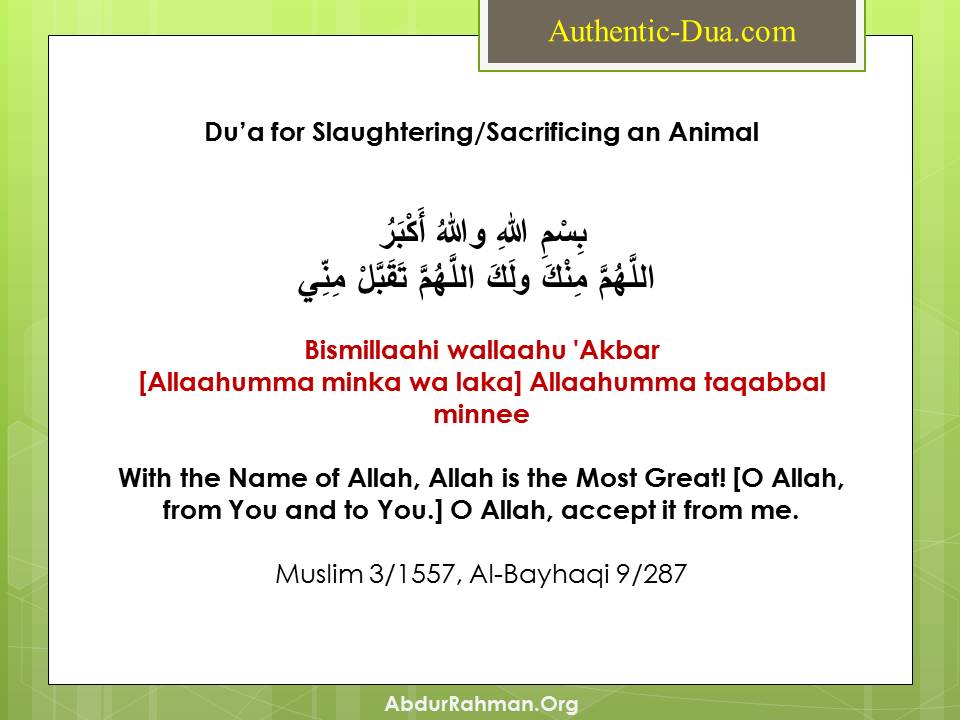 Authentic-Dua.com
Du’a for Slaughtering/Sacrificing an Animal
بِسْمِ اللهِ واللهُ أَكْبَرُ
اللَّهُمَّ مِنْكَ ولَكَ اللَّهُمَّ تَقَبَّلْ مِنِّي
Bismillaahi wallaahu 'Akbar
[Allaahumma minka wa laka] Allaahumma taqabbal
minnee
With the Name of Allah, Allah is the Most Great! [O Allah,
from You and to You.] O Allah, accept it from me.
Muslim 3/1557, Al-Bayhaqi 9/287
AbdurRahman.Org